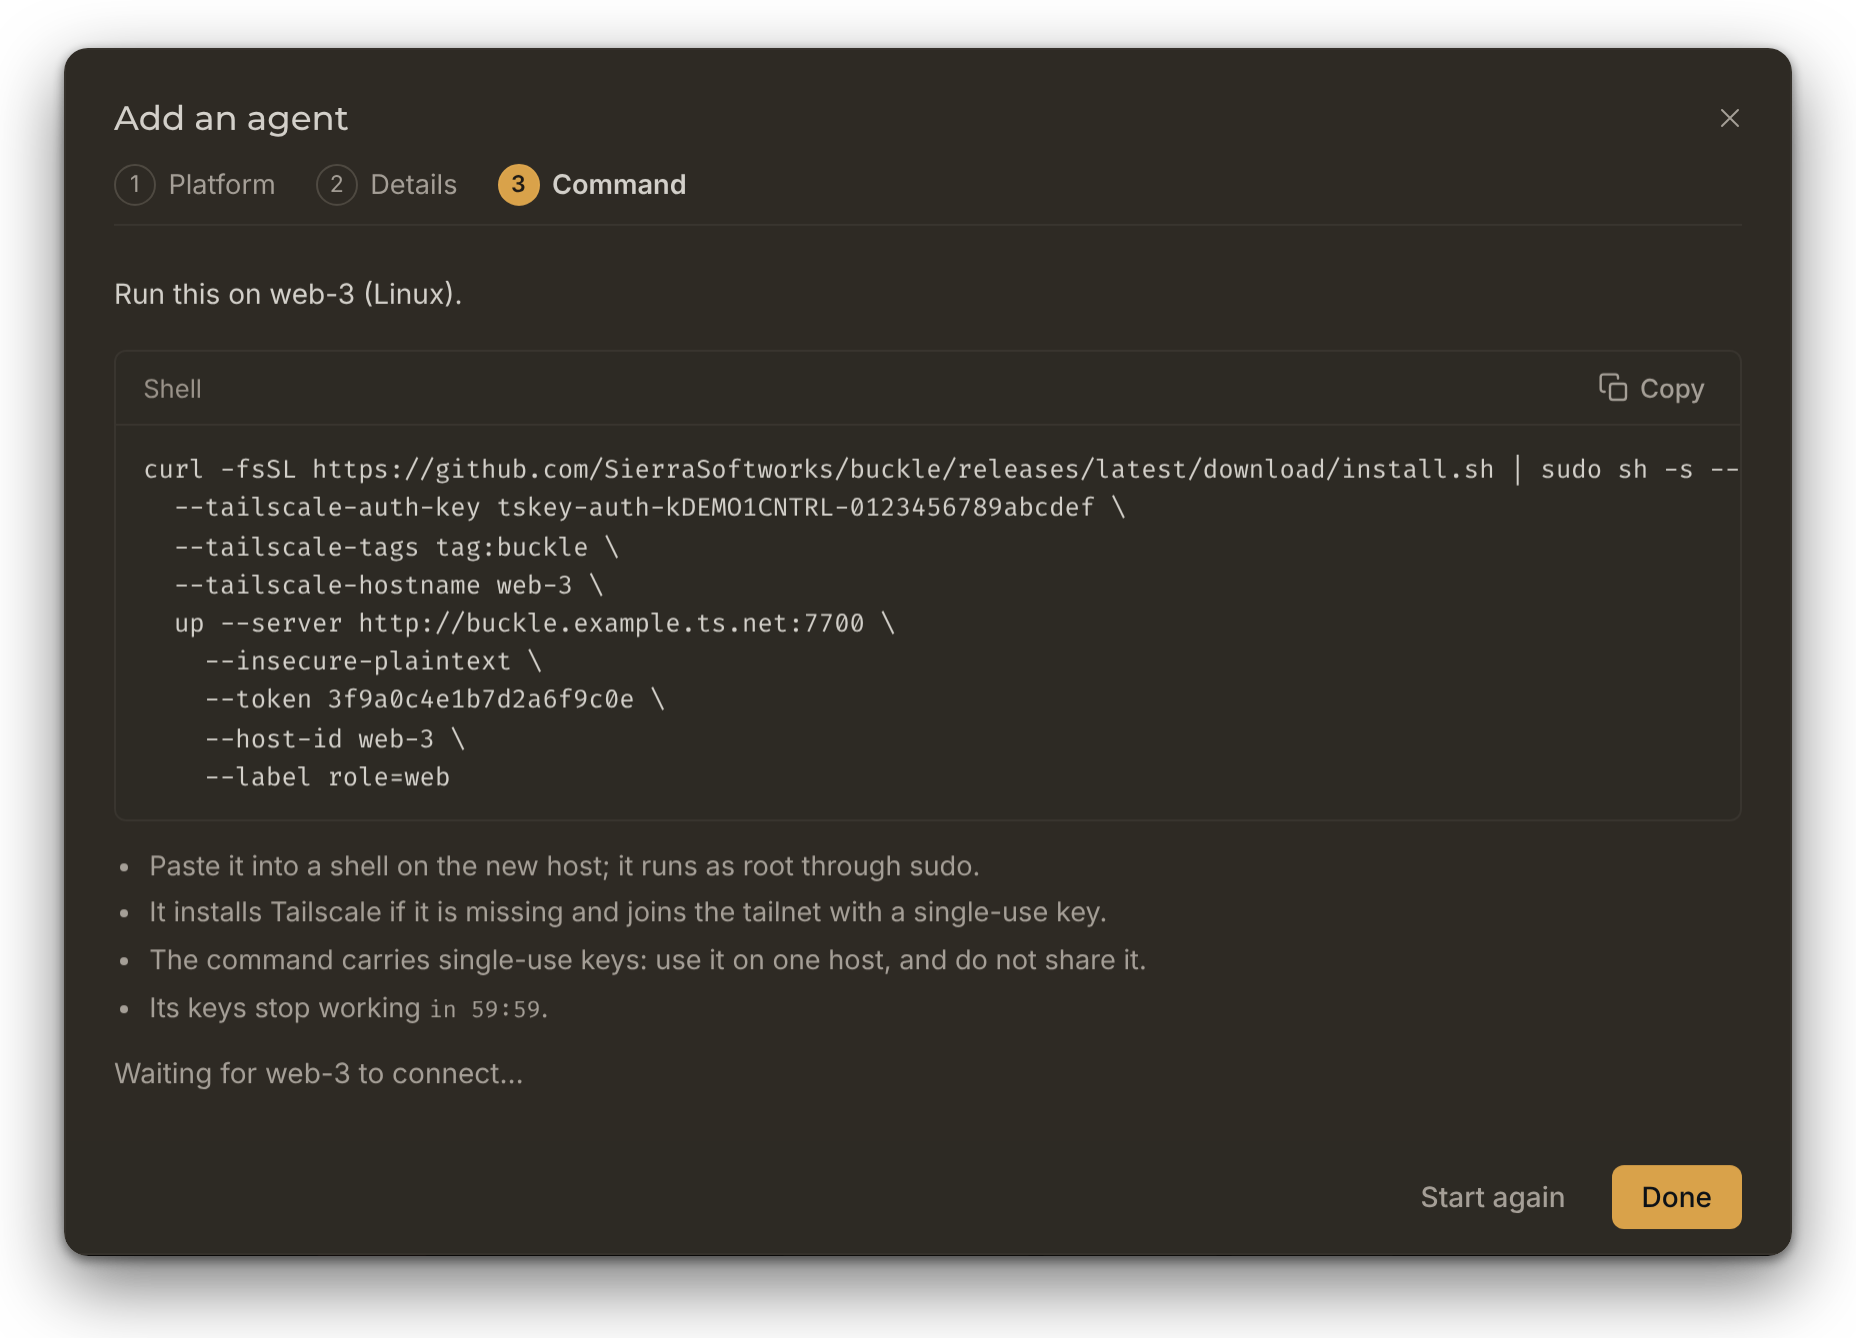 Add an agent
1 Platform 2 Details 3 Command
Run this on web-3 (Linux).
Shell Copy
curl -fsSL https://github.com/SierraSoftworks/buckle/releases/latest/download/install.sh | sudo sh -s --
--tailscale-auth-key tskey-auth-kDEMO1CNTRL-0123456789abcdef \
--tailscale-tags tag:buckle \
--tailscale-hostname web-3 \
up --server http://buckle.example.ts.net:7700 \
--insecure-plaintext \
--token 3f9a0c4e1b7d2a6f9c0e \
--host-id web-3 \
--label role=web
• Paste it into a shell on the new host; it runs as root through sudo.
• It installs Tailscale if it is missing and joins the tailnet with a single-use key.
• The command carries single-use keys: use it on one host, and do not share it.
• Its keys stop working in 59:59.
Waiting for web-3 to connect...
Start again Done